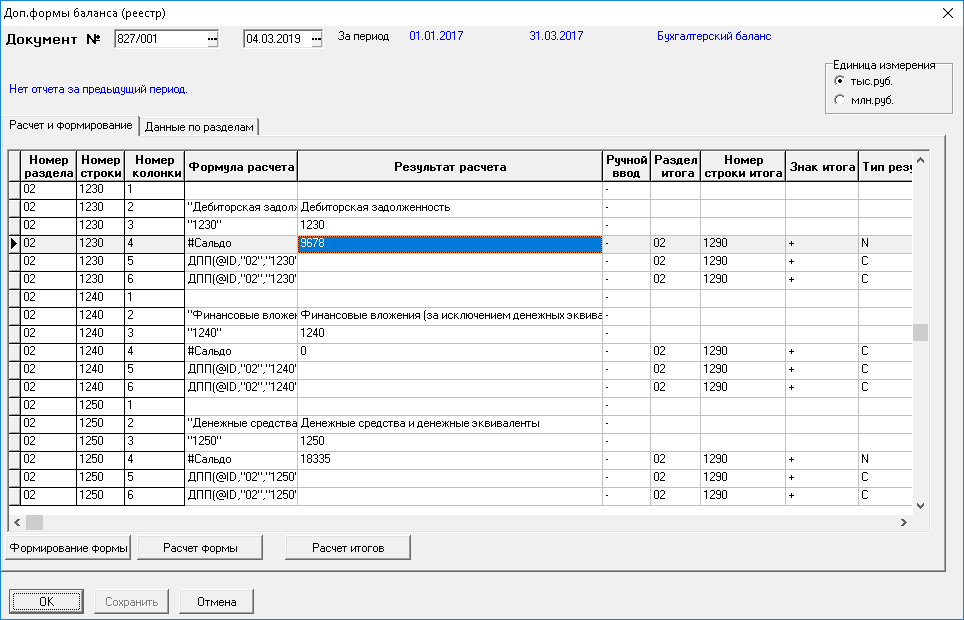 Доп.формы баланса (реестр)
Документ № 827/001 ... 04.03.2019 ... За период 01.01.2017 31.03.2017 Бухгалтерский баланс
Единица измерения
тыс.руб.
млн.руб.
Нет отчета за предыдущий период.
Расчет и формирование Данные по разделам
Номер раздела Номер строки Номер колонки Формула расчета Результат расчета Ручной ввод Раздел итога Номер строки итога Знак итога Тип резу
02 1230 1 -
02 1230 2 "Дебиторская задолж Дебиторская задолженность -
02 1230 3 "1230" 1230 -
02 1230 4 #Сальдо 9678 - 02 1290 + N
02 1230 5 ДПП(@ID,"02","1230" - 02 1290 + C
02 1230 6 ДПП(@ID,"02","1230" - 02 1290 + C
02 1240 1 -
02 1240 2 "Финансовые вложен Финансовые вложения (за исключением денежных эквива -
02 1240 3 "1240" 1240 -
02 1240 4 #Сальдо 0 - 02 1290 + C
02 1240 5 ДПП(@ID,"02","1240" - 02 1290 + C
02 1240 6 ДПП(@ID,"02","1240" - 02 1290 + C
02 1250 1 -
02 1250 2 "Денежные средства Денежные средства и денежные эквиваленты -
02 1250 3 "1250" 1250 -
02 1250 4 #Сальдо 18335 - 02 1290 + N
02 1250 5 ДПП(@ID,"02","1250" - 02 1290 + C
02 1250 6 ДПП(@ID,"02","1250" - 02 1290 + C
Формирование формы Расчет формы Расчет итогов
OK Сохранить Отмена